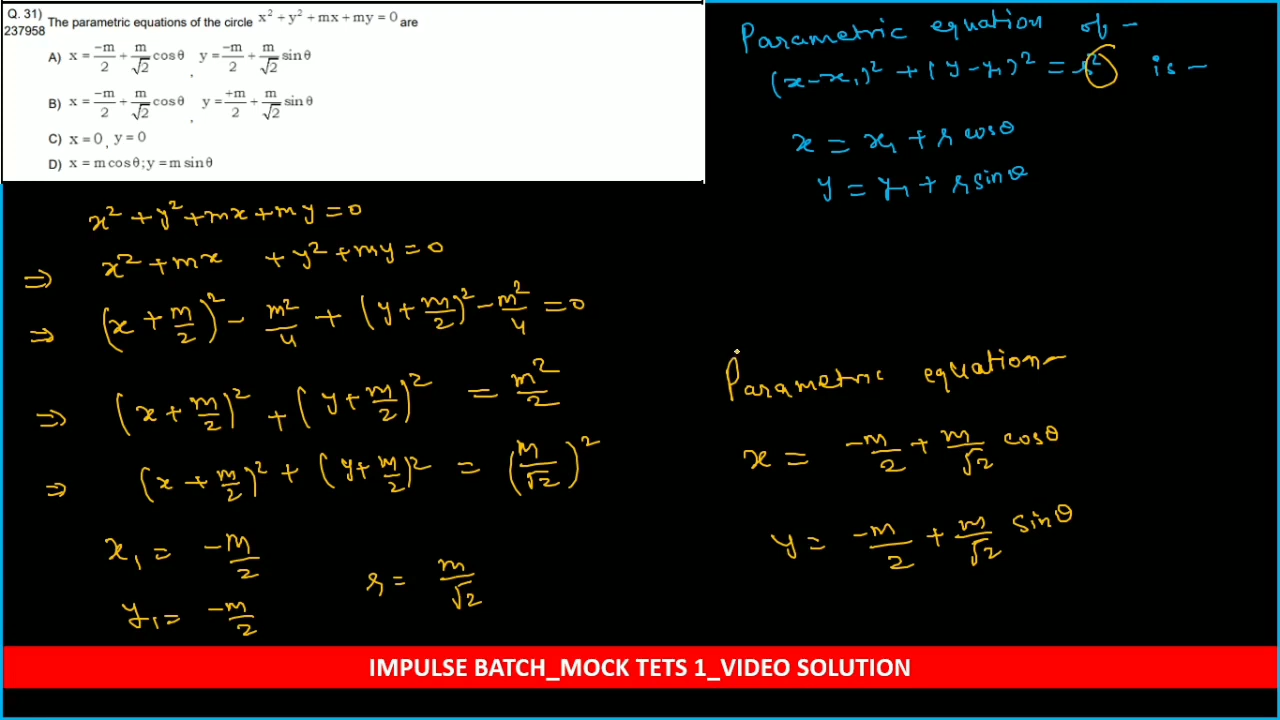 Q. 31)
237958
The parametric equations of the circle x² + y² + mx + my = 0 are
A) x = -m/2 + m/√2 cosθ , y = -m/2 + m/√2 sinθ
B) x = -m/2 + m/√2 cosθ , y = +m/2 + m/√2 sinθ
C) x = 0 , y = 0
D) x = m cosθ; y = m sinθ
Parametric equation of -
(x-x₁)² + (y-y₁)² = r² is -
x = x₁ + r cosθ
y = y₁ + r sinθ
x² + y² + mx + my = 0
⇒ x² + mx + y² + my = 0
⇒ (x + m/2)² - m²/4 + (y + m/2)² - m²/4 = 0
⇒ (x + m/2)² + (y + m/2)² = m²/2
⇒ (x + m/2)² + (y + m/2)² = (m/√2)²
x₁ = -m/2
y₁ = -m/2
r = m/√2
Parametric equation -
x = -m/2 + m/√2 cosθ
y = -m/2 + m/√2 sinθ
IMPULSE BATCH_MOCK TETS 1_VIDEO SOLUTION